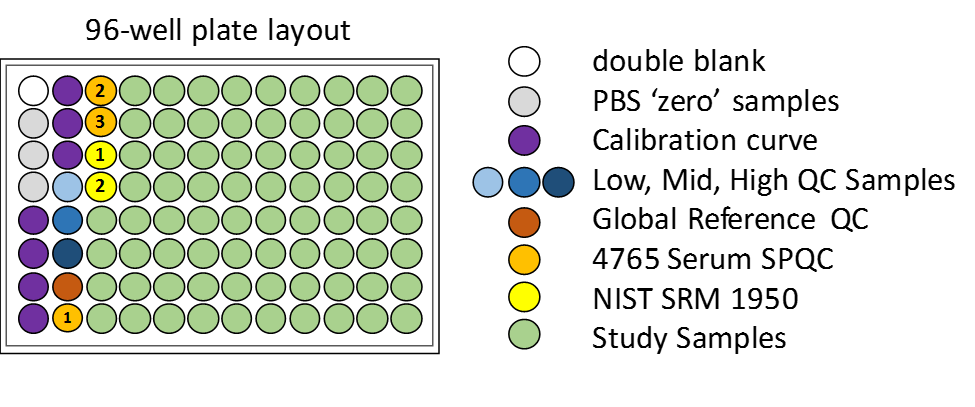 96-well plate layout
2
3
1
2
1
double blank
PBS ‘zero’ samples
Calibration curve
Low, Mid, High QC Samples
Global Reference QC
4765 Serum SPQC
NIST SRM 1950
Study Samples